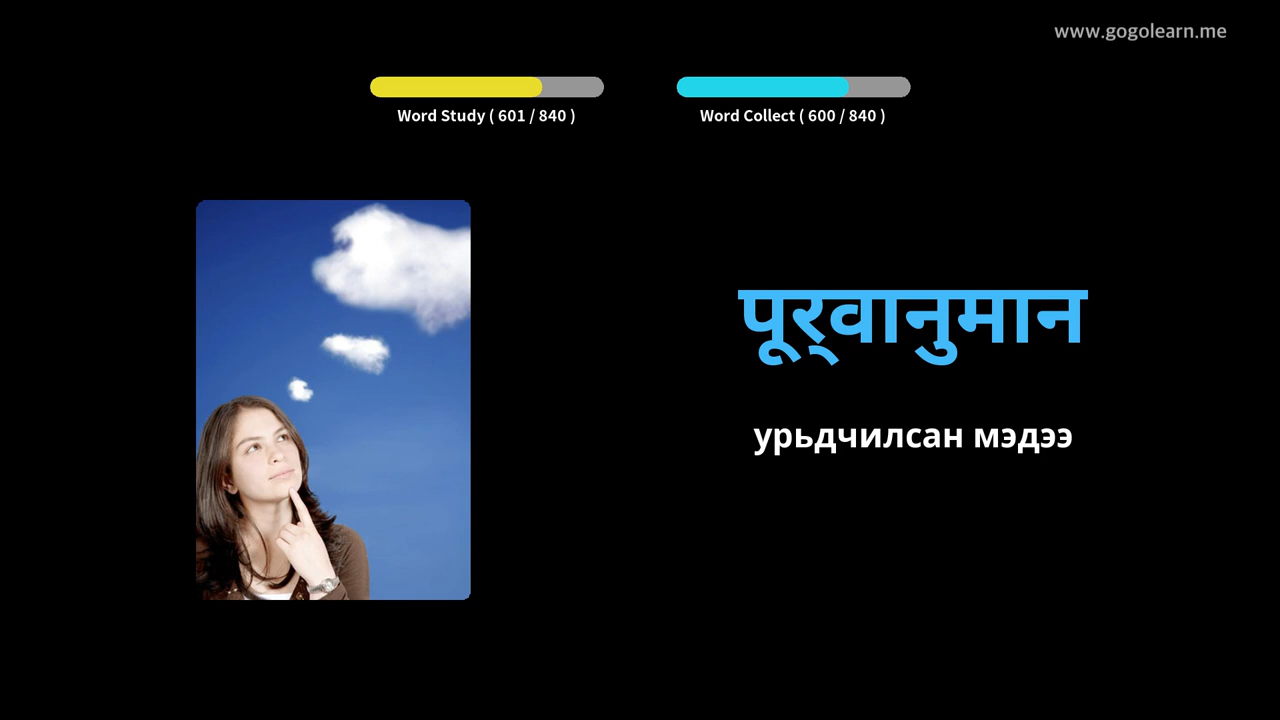 www.gogolearn.me
Word Study ( 601 / 840 )
Word Collect ( 600 / 840 )
पूर्‌वानुमान
урьдчилсан мэдээ